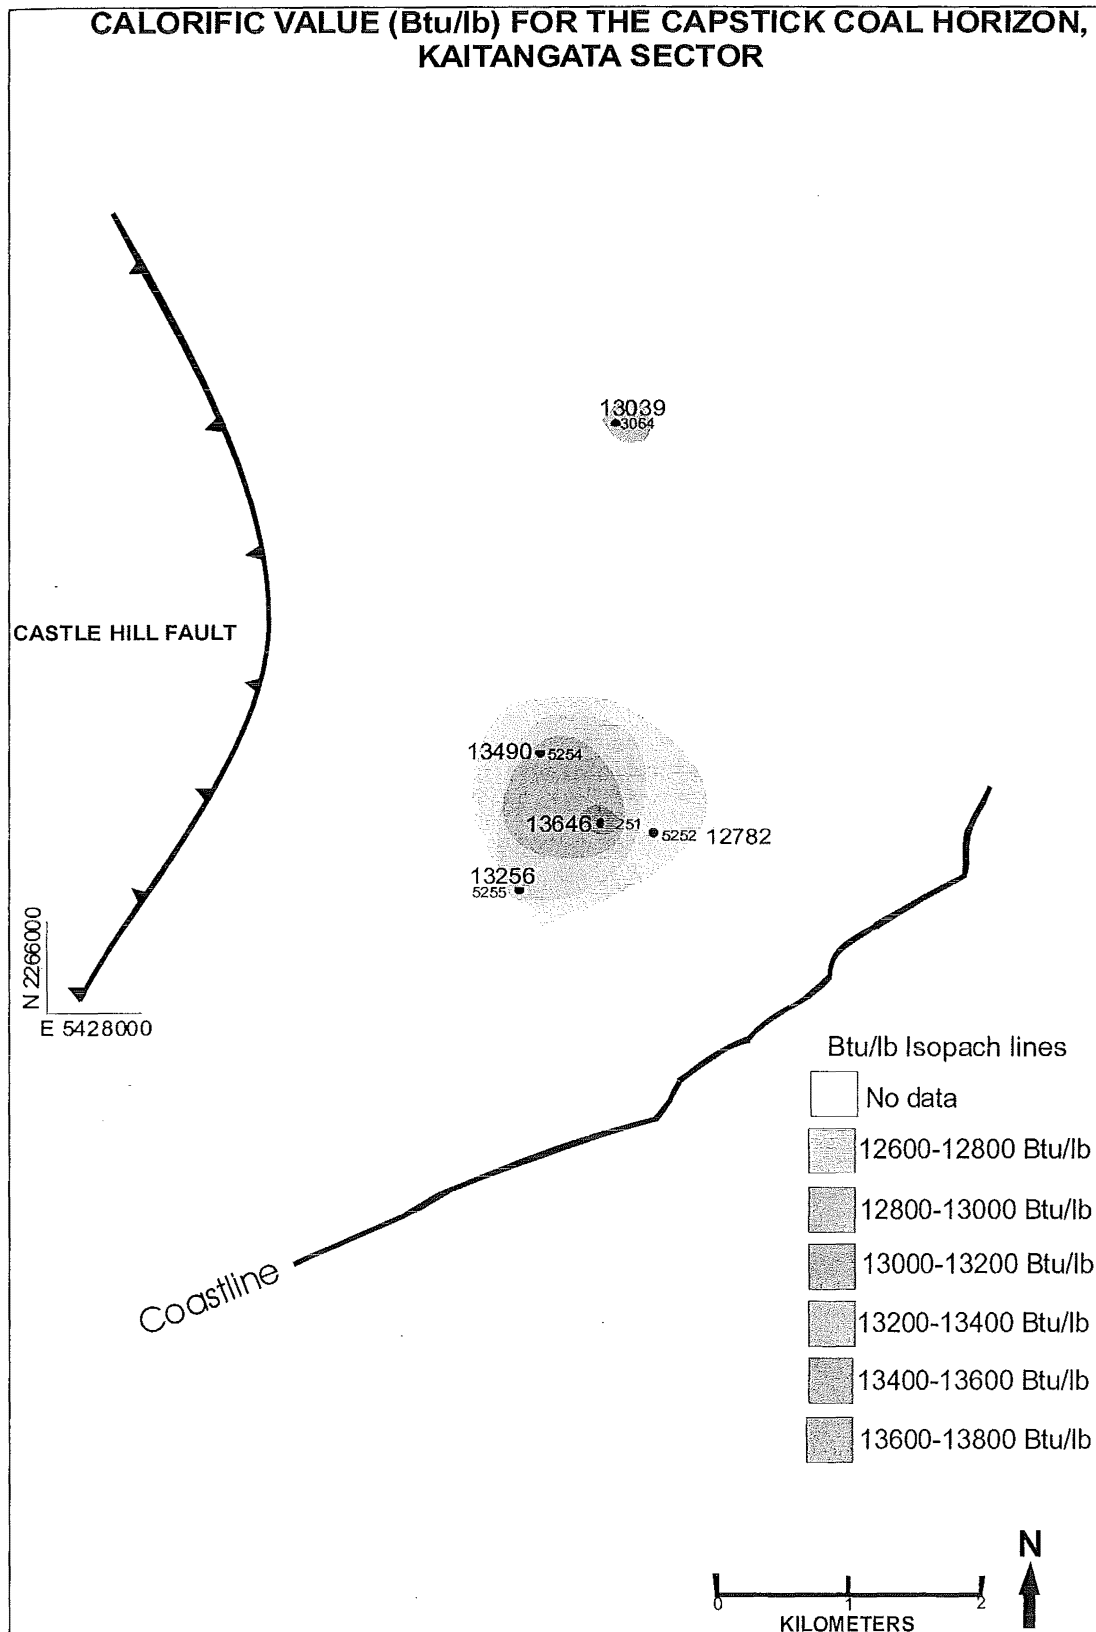 CALORIFIC VALUE (Btu/lb) FOR THE CAPSTICK COAL HORIZON,
KAITANGATA SECTOR
13039
3064
CASTLE HILL FAULT
13490 5254
13646 251
5252 12782
13256
5255
N 2266000
E 5428000
Btu/lb Isopach lines
No data
12600-12800 Btu/lb
12800-13000 Btu/lb
13000-13200 Btu/lb
13200-13400 Btu/lb
13400-13600 Btu/lb
13600-13800 Btu/lb
Coastline
N
0 1 2
KILOMETERS